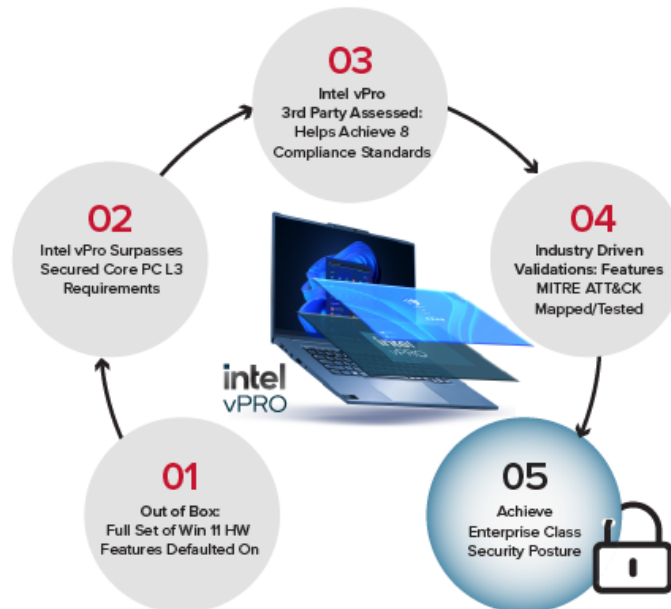 03
Intel vPro
3rd Party Assessed:
Helps Achieve 8
Compliance Standards
02
Intel vPro Surpasses
Secured Core PC L3
Requirements
04
Industry Driven
Validations: Features
MITRE ATT&CK
Mapped/Tested
intel
vPRO
intel
vPRO
01
Out of Box:
Full Set of Win 11 HW
Features Defaulted On
05
Achieve
Enterprise Class
Security Posture